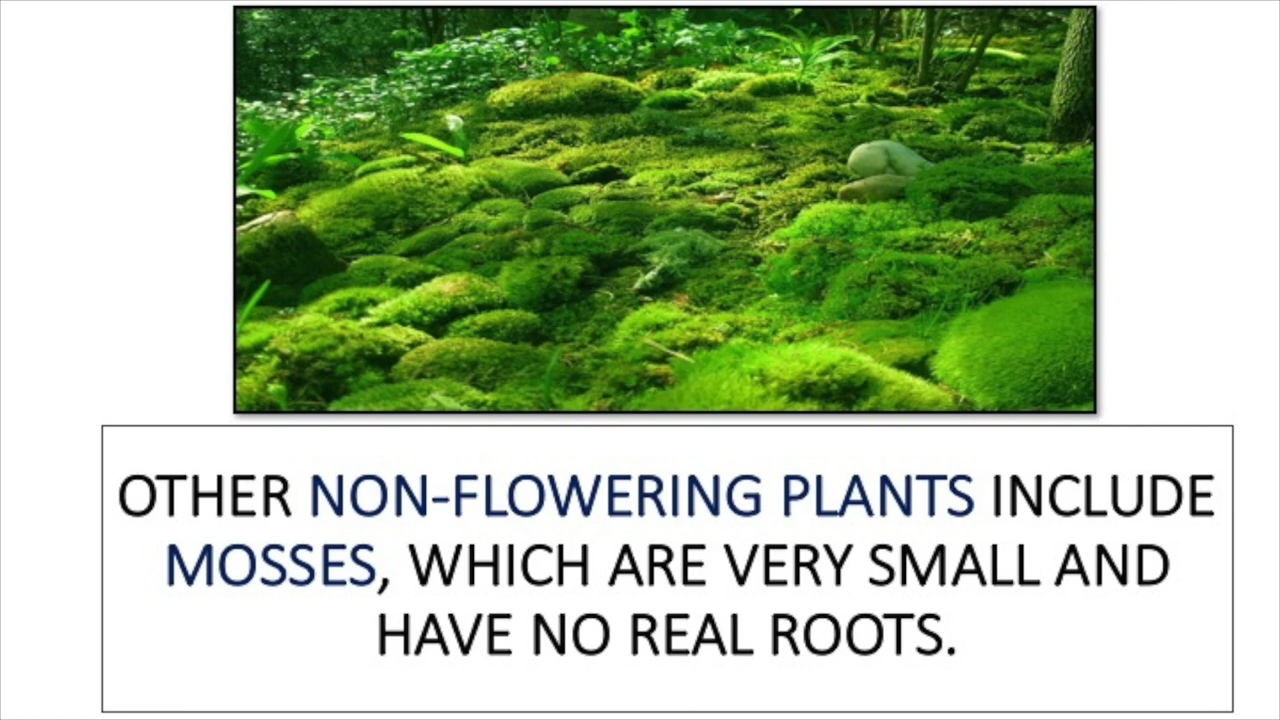 OTHER NON-FLOWERING PLANTS INCLUDE
MOSSES, WHICH ARE VERY SMALL AND
HAVE NO REAL ROOTS.